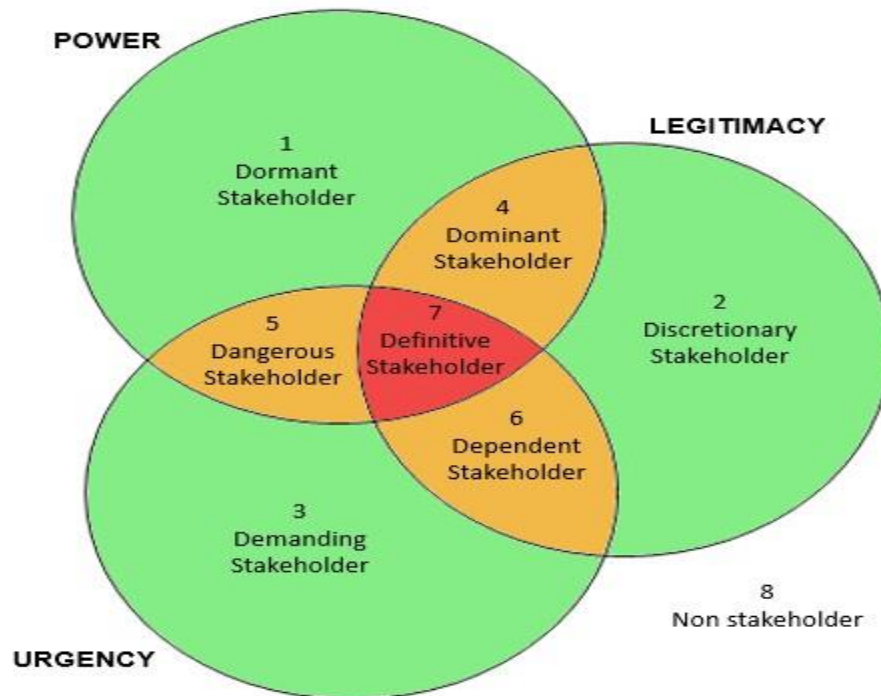 POWER
LEGITIMACY
1
Dormant
Stakeholder
4
Dominant
Stakeholder
2
Discretionary
Stakeholder
5
Dangerous
Stakeholder
7
Definitive
Stakeholder
6
Dependent
Stakeholder
3
Demanding
Stakeholder
8
Non stakeholder
URGENCY